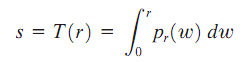 s = T(r) = ∫₀ʳ pᵣ(w) dw